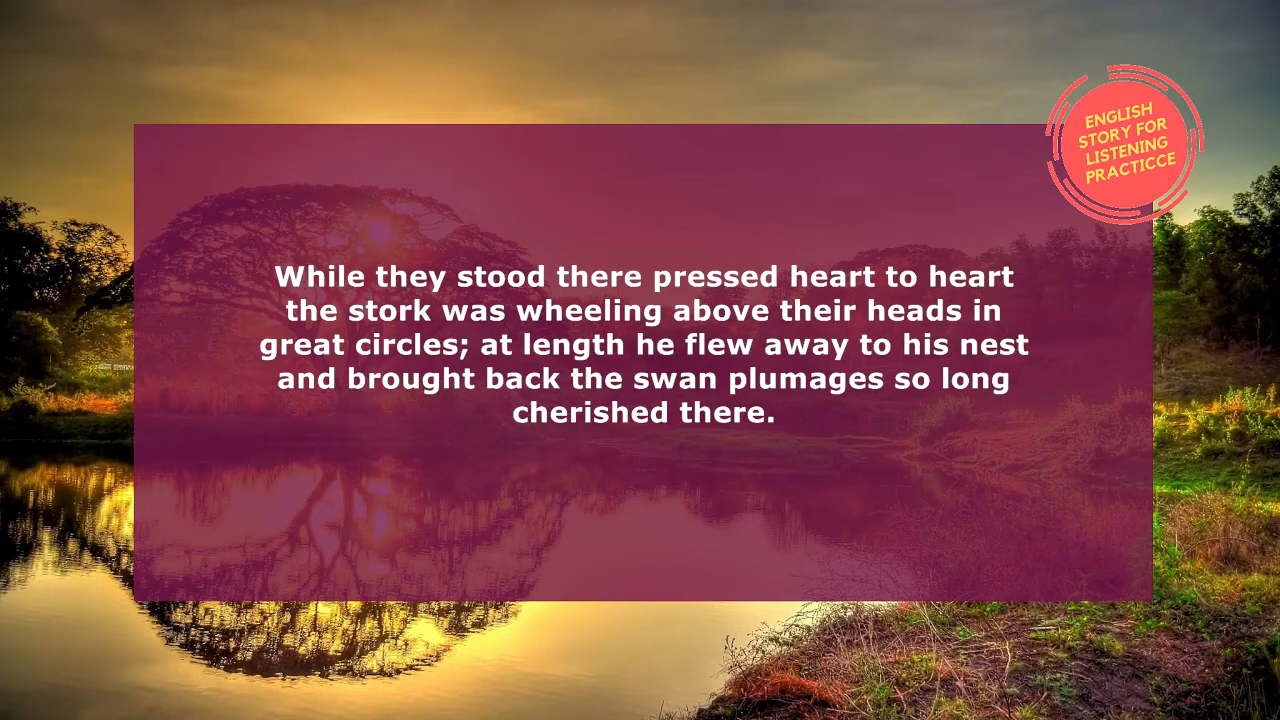 ENGLISH
STORY FOR
LISTENING
PRACTICCE
While they stood there pressed heart to heart
the stork was wheeling above their heads in
great circles; at length he flew away to his nest
and brought back the swan plumages so long
cherished there.